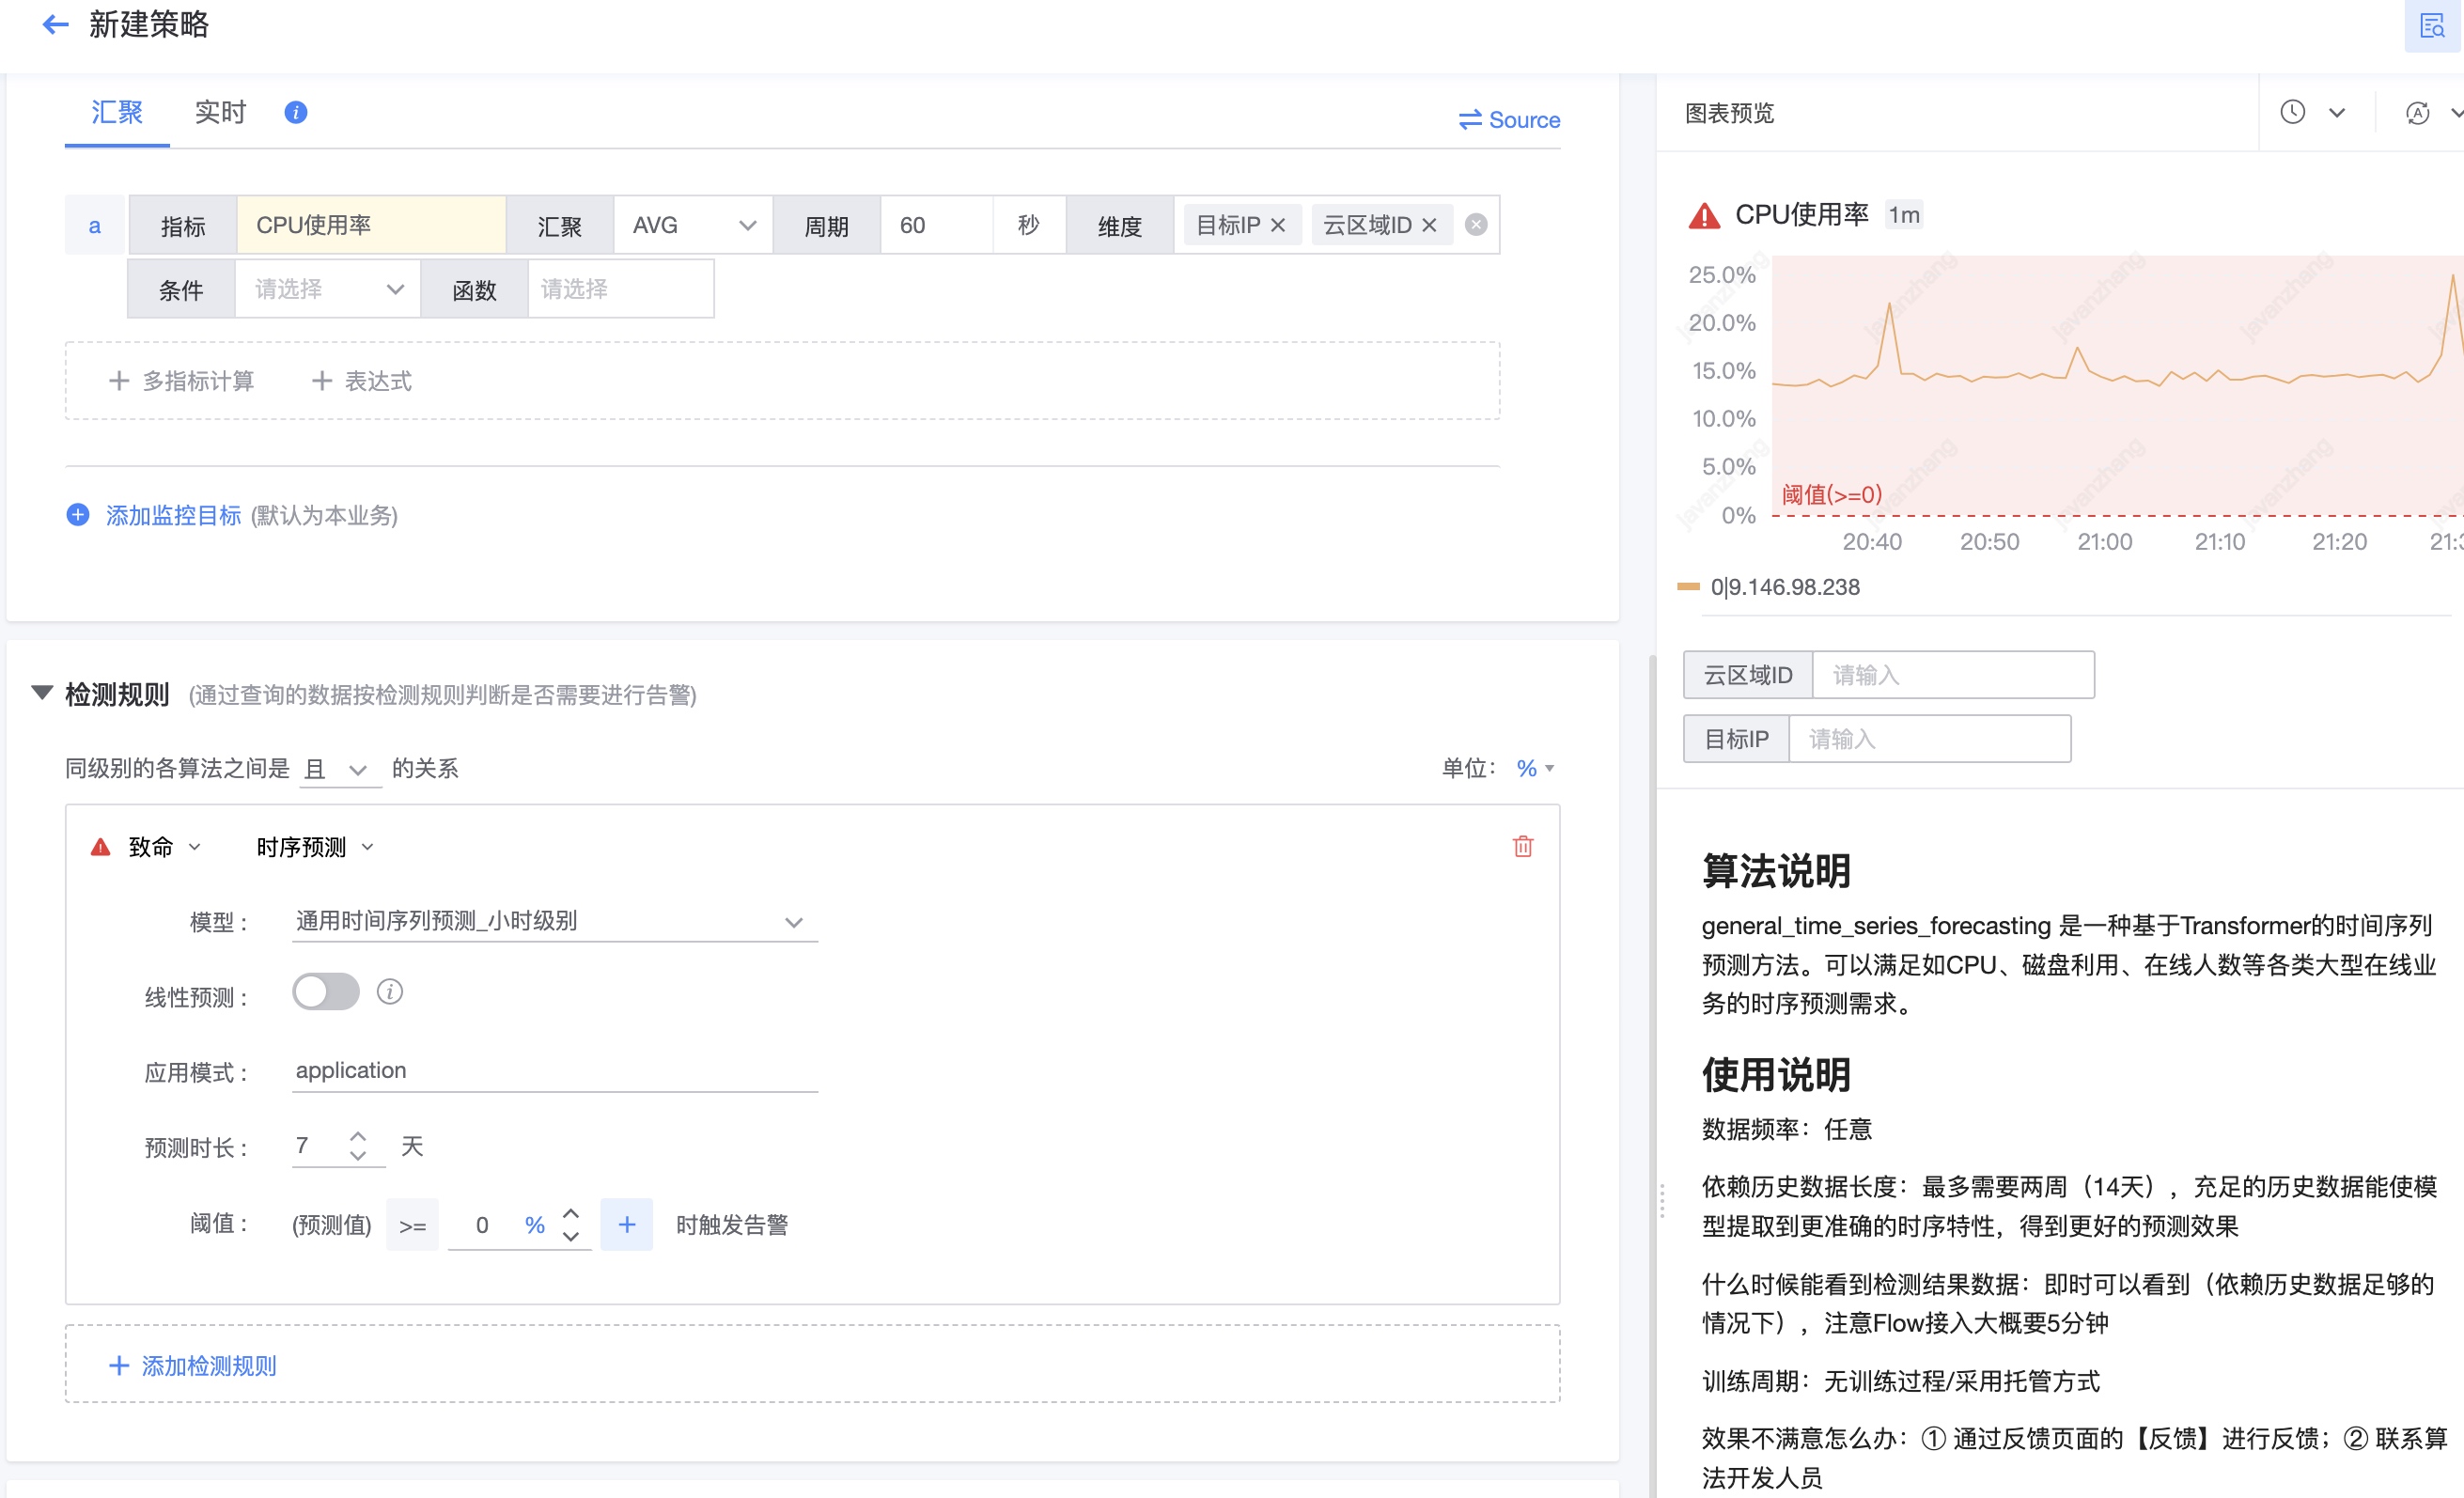 新建策略
汇聚 实时 Source
a 指标 CPU使用率 汇聚 AVG 周期 60 秒 维度 目标IP 云区域ID
条件 请选择 函数 请选择
多指标计算 表达式
添加监控目标 (默认为本业务)
检测规则 (通过查询的数据按检测规则判断是否需要进行告警)
同级别的各算法之间是 且 的关系 单位： %
致命 时序预测
模型： 通用时间序列预测_小时级别
线性预测：
应用模式： application
预测时长： 7 天
阈值： (预测值) >= 0 % + 时触发告警
添加检测规则
图表预览
CPU使用率 1m
25.0%
20.0%
15.0%
10.0%
5.0%
0%
阈值(>=0)
20:40 20:50 21:00 21:10 21:20
0|9.146.98.238
javanzhang
云区域ID 请输入
目标IP 请输入
算法说明
general_time_series_forecasting 是一种基于Transformer的时间序列
预测方法。可以满足如CPU、磁盘利用、在线人数等各类大型在线业
务的时序预测需求。
使用说明
数据频率：任意
依赖历史数据长度：最多需要两周（14天），充足的历史数据能使模
型提取到更准确的时序特性，得到更好的预测效果
什么时候能看到检测结果数据：即时可以看到（依赖历史数据足够的
情况下），注意Flow接入大概要5分钟
训练周期：无训练过程/采用托管方式
效果不满意怎么办：① 通过反馈页面的【反馈】进行反馈；② 联系算
法开发人员